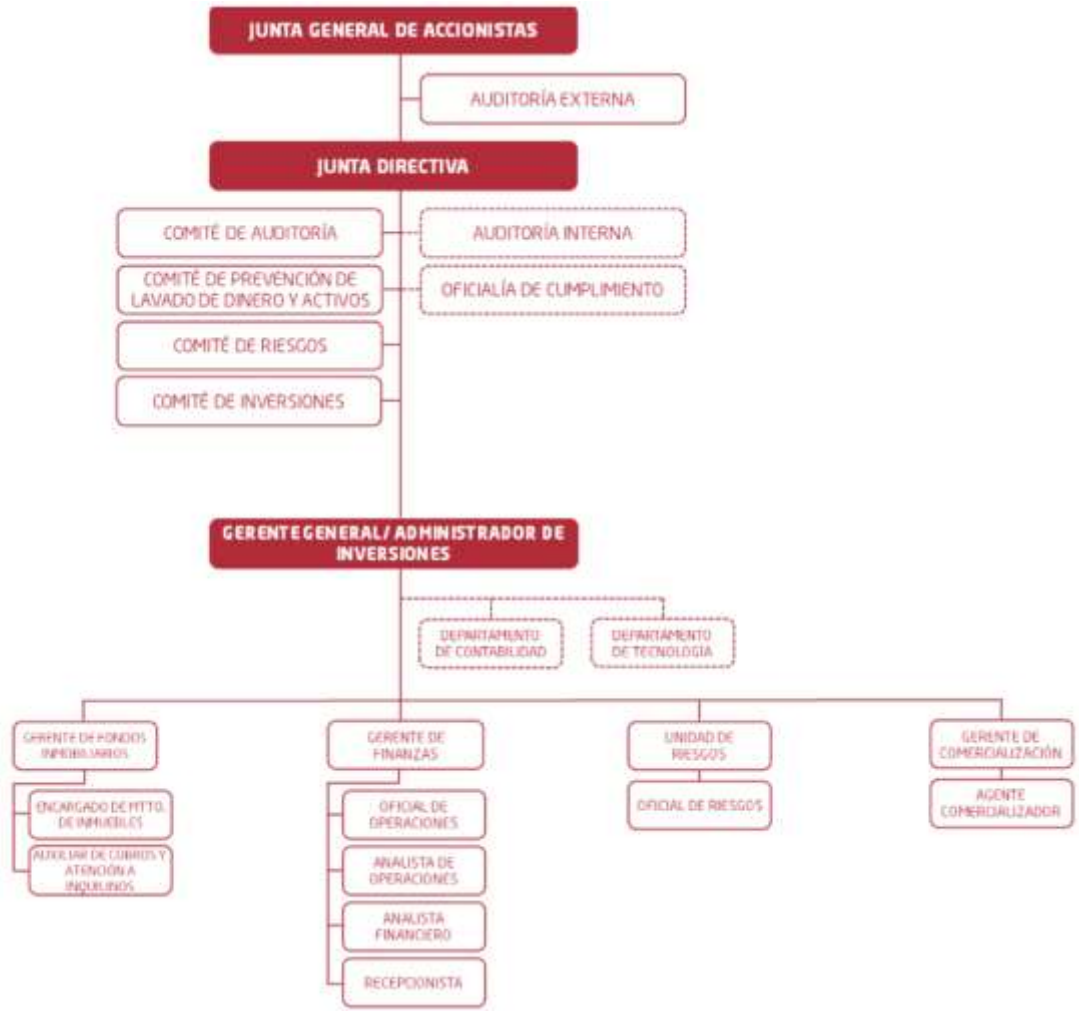 JUNTA GENERAL DE ACCIONISTAS
AUDITORÍA EXTERNA
JUNTA DIRECTIVA
COMITÉ DE AUDITORÍA
AUDITORÍA INTERNA
COMITÉ DE PREVENCIÓN DE
LAVADO DE DINERO Y ACTIVOS
OFICIALÍA DE CUMPLIMIENTO
COMITÉ DE RIESGOS
COMITÉ DE INVERSIONES
GERENTE GENERAL/ ADMINISTRADOR DE
INVERSIONES
DEPARTAMENTO
DE CONTABILIDAD
DEPARTAMENTO
DE TECNOLOGÍA
GERENTE DE FONDOS
INMOBILIARIOS
GERENTE DE
FINANZAS
UNIDAD DE
RIESGOS
GERENTE DE
COMERCIALIZACIÓN
ENCARGADO DE MTTO.
DE INMUEBLES
AUXILIAR DE COBROS Y
ATENCIÓN A
INQUILINOS
OFICIAL DE
OPERACIONES
ANALISTA DE
OPERACIONES
ANALISTA
FINANCIERO
RECEPCIONISTA
OFICIAL DE RIESGOS
AGENTE
COMERCIALIZADOR